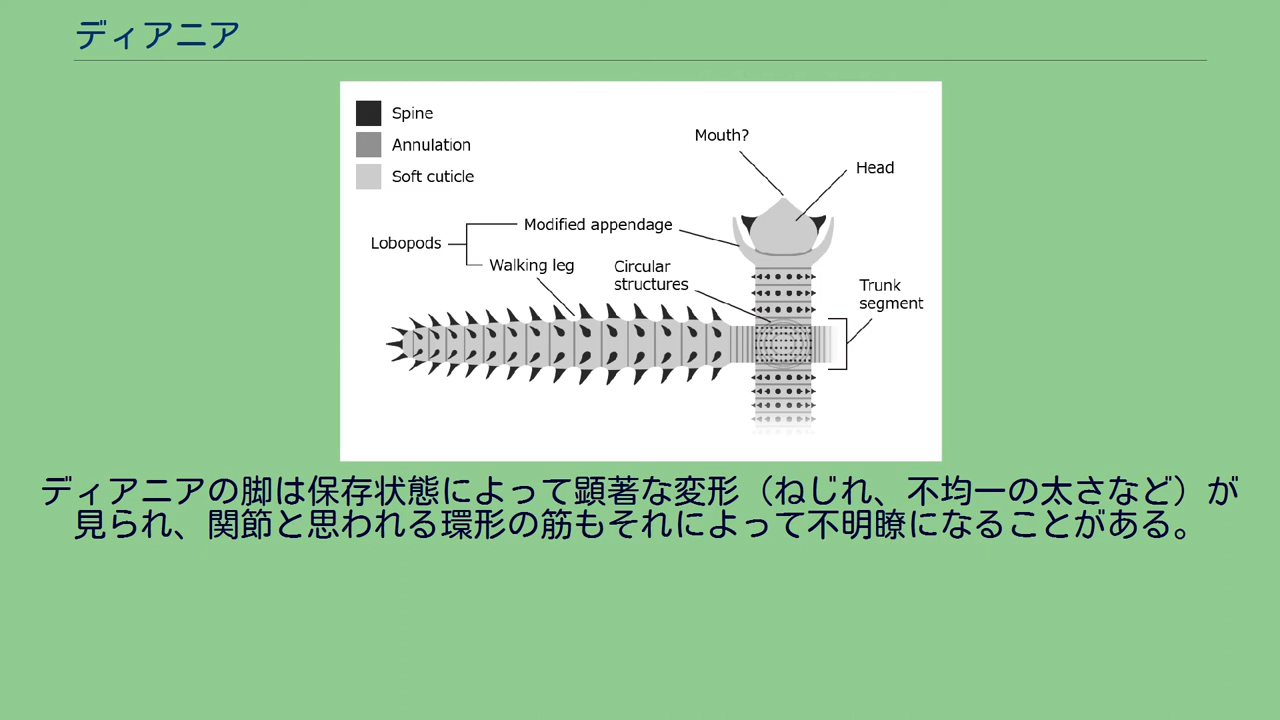 ディアニア
Spine
Annulation
Soft cuticle
Mouth?
Head
Modified appendage
Lobopods
Walking leg
Circular
structures
Trunk
segment
ディアニアの脚は保存状態によって顕著な変形（ねじれ、不均一の太さなど）が
見られ、関節と思われる環形の筋もそれによって不明瞭になることがある。